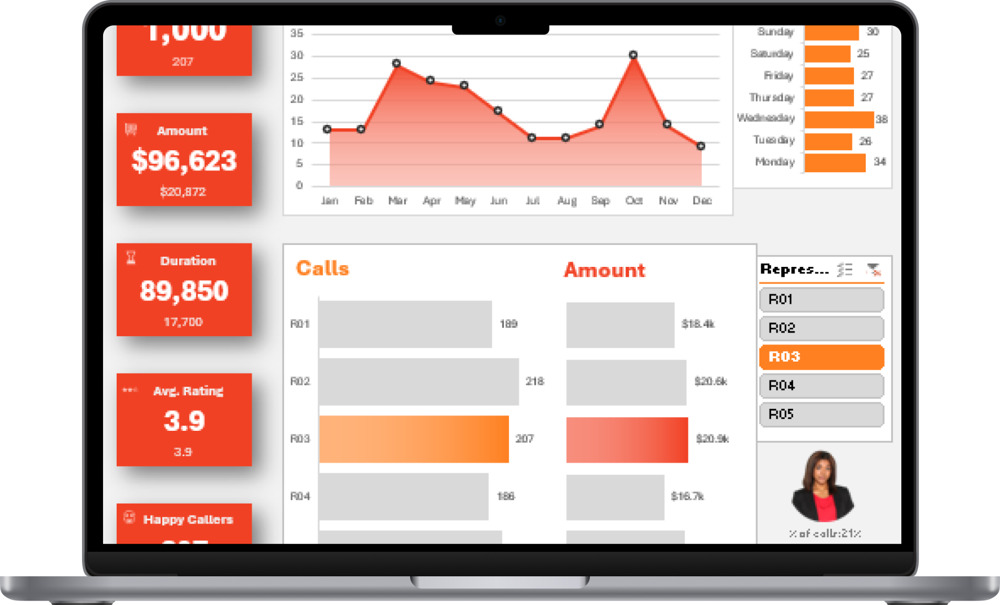 1,000
207
Amount
$96,623
$20,872
Duration
89,850
17,700
Avg. Rating
3.9
3.9
Happy Callers
35
30
25
20
15
10
5
0
Jan Feb Mar Apr May Jun Jul Aug Sep Oct Nov Dec
Sunday 30
Saturday 25
Friday 27
Thursday 27
Wednesday 38
Tuesday 26
Monday 34
Calls Amount
R01 189 $18.4k
R02 218 $20.6k
R03 207 $20.9k
R04 186 $16.7k
Repres...
R01
R02
R03
R04
R05
% of calls:21%